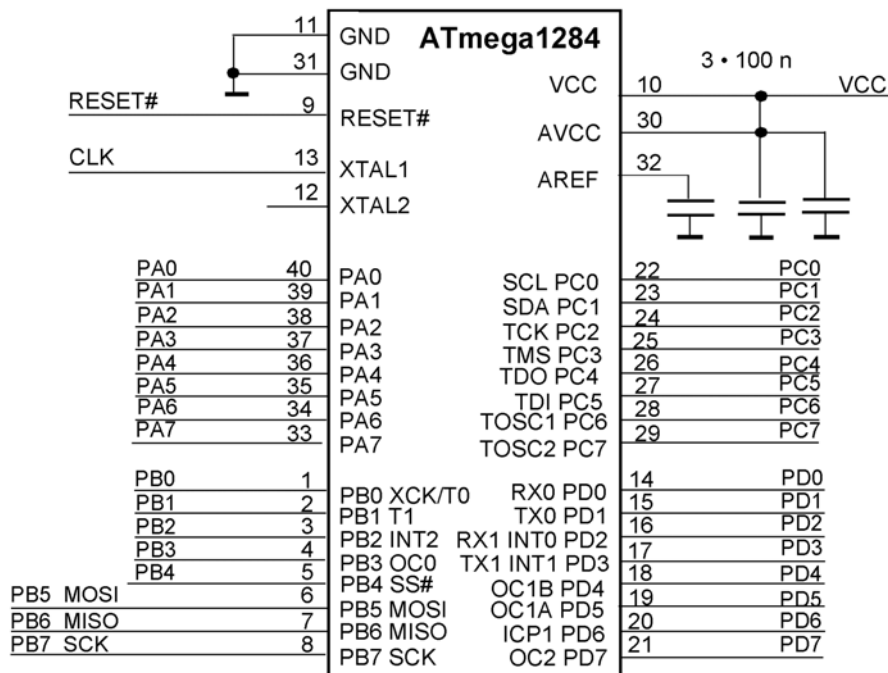 ATmega1284
11 GND
31 GND
RESET# 9 RESET#
CLK 13 XTAL1
12 XTAL2
3 • 100 n
VCC 10 VCC
AVCC 30
AREF 32
PA0 40 PA0
PA1 39 PA1
PA2 38 PA2
PA3 37 PA3
PA4 36 PA4
PA5 35 PA5
PA6 34 PA6
PA7 33 PA7
SCL PC0 22 PC0
SDA PC1 23 PC1
TCK PC2 24 PC2
TMS PC3 25 PC3
TDO PC4 26 PC4
TDI PC5 27 PC5
TOSC1 PC6 28 PC6
TOSC2 PC7 29 PC7
PB0 1 PB0 XCK/T0
PB1 2 PB1 T1
PB2 3 PB2 INT2
PB3 4 PB3 OC0
PB4 5 PB4 SS#
PB5 MOSI 6 PB5 MOSI
PB6 MISO 7 PB6 MISO
PB7 SCK 8 PB7 SCK
RX0 PD0 14 PD0
TX0 PD1 15 PD1
RX1 INT0 PD2 16 PD2
TX1 INT1 PD3 17 PD3
OC1B PD4 18 PD4
OC1A PD5 19 PD5
ICP1 PD6 20 PD6
OC2 PD7 21 PD7